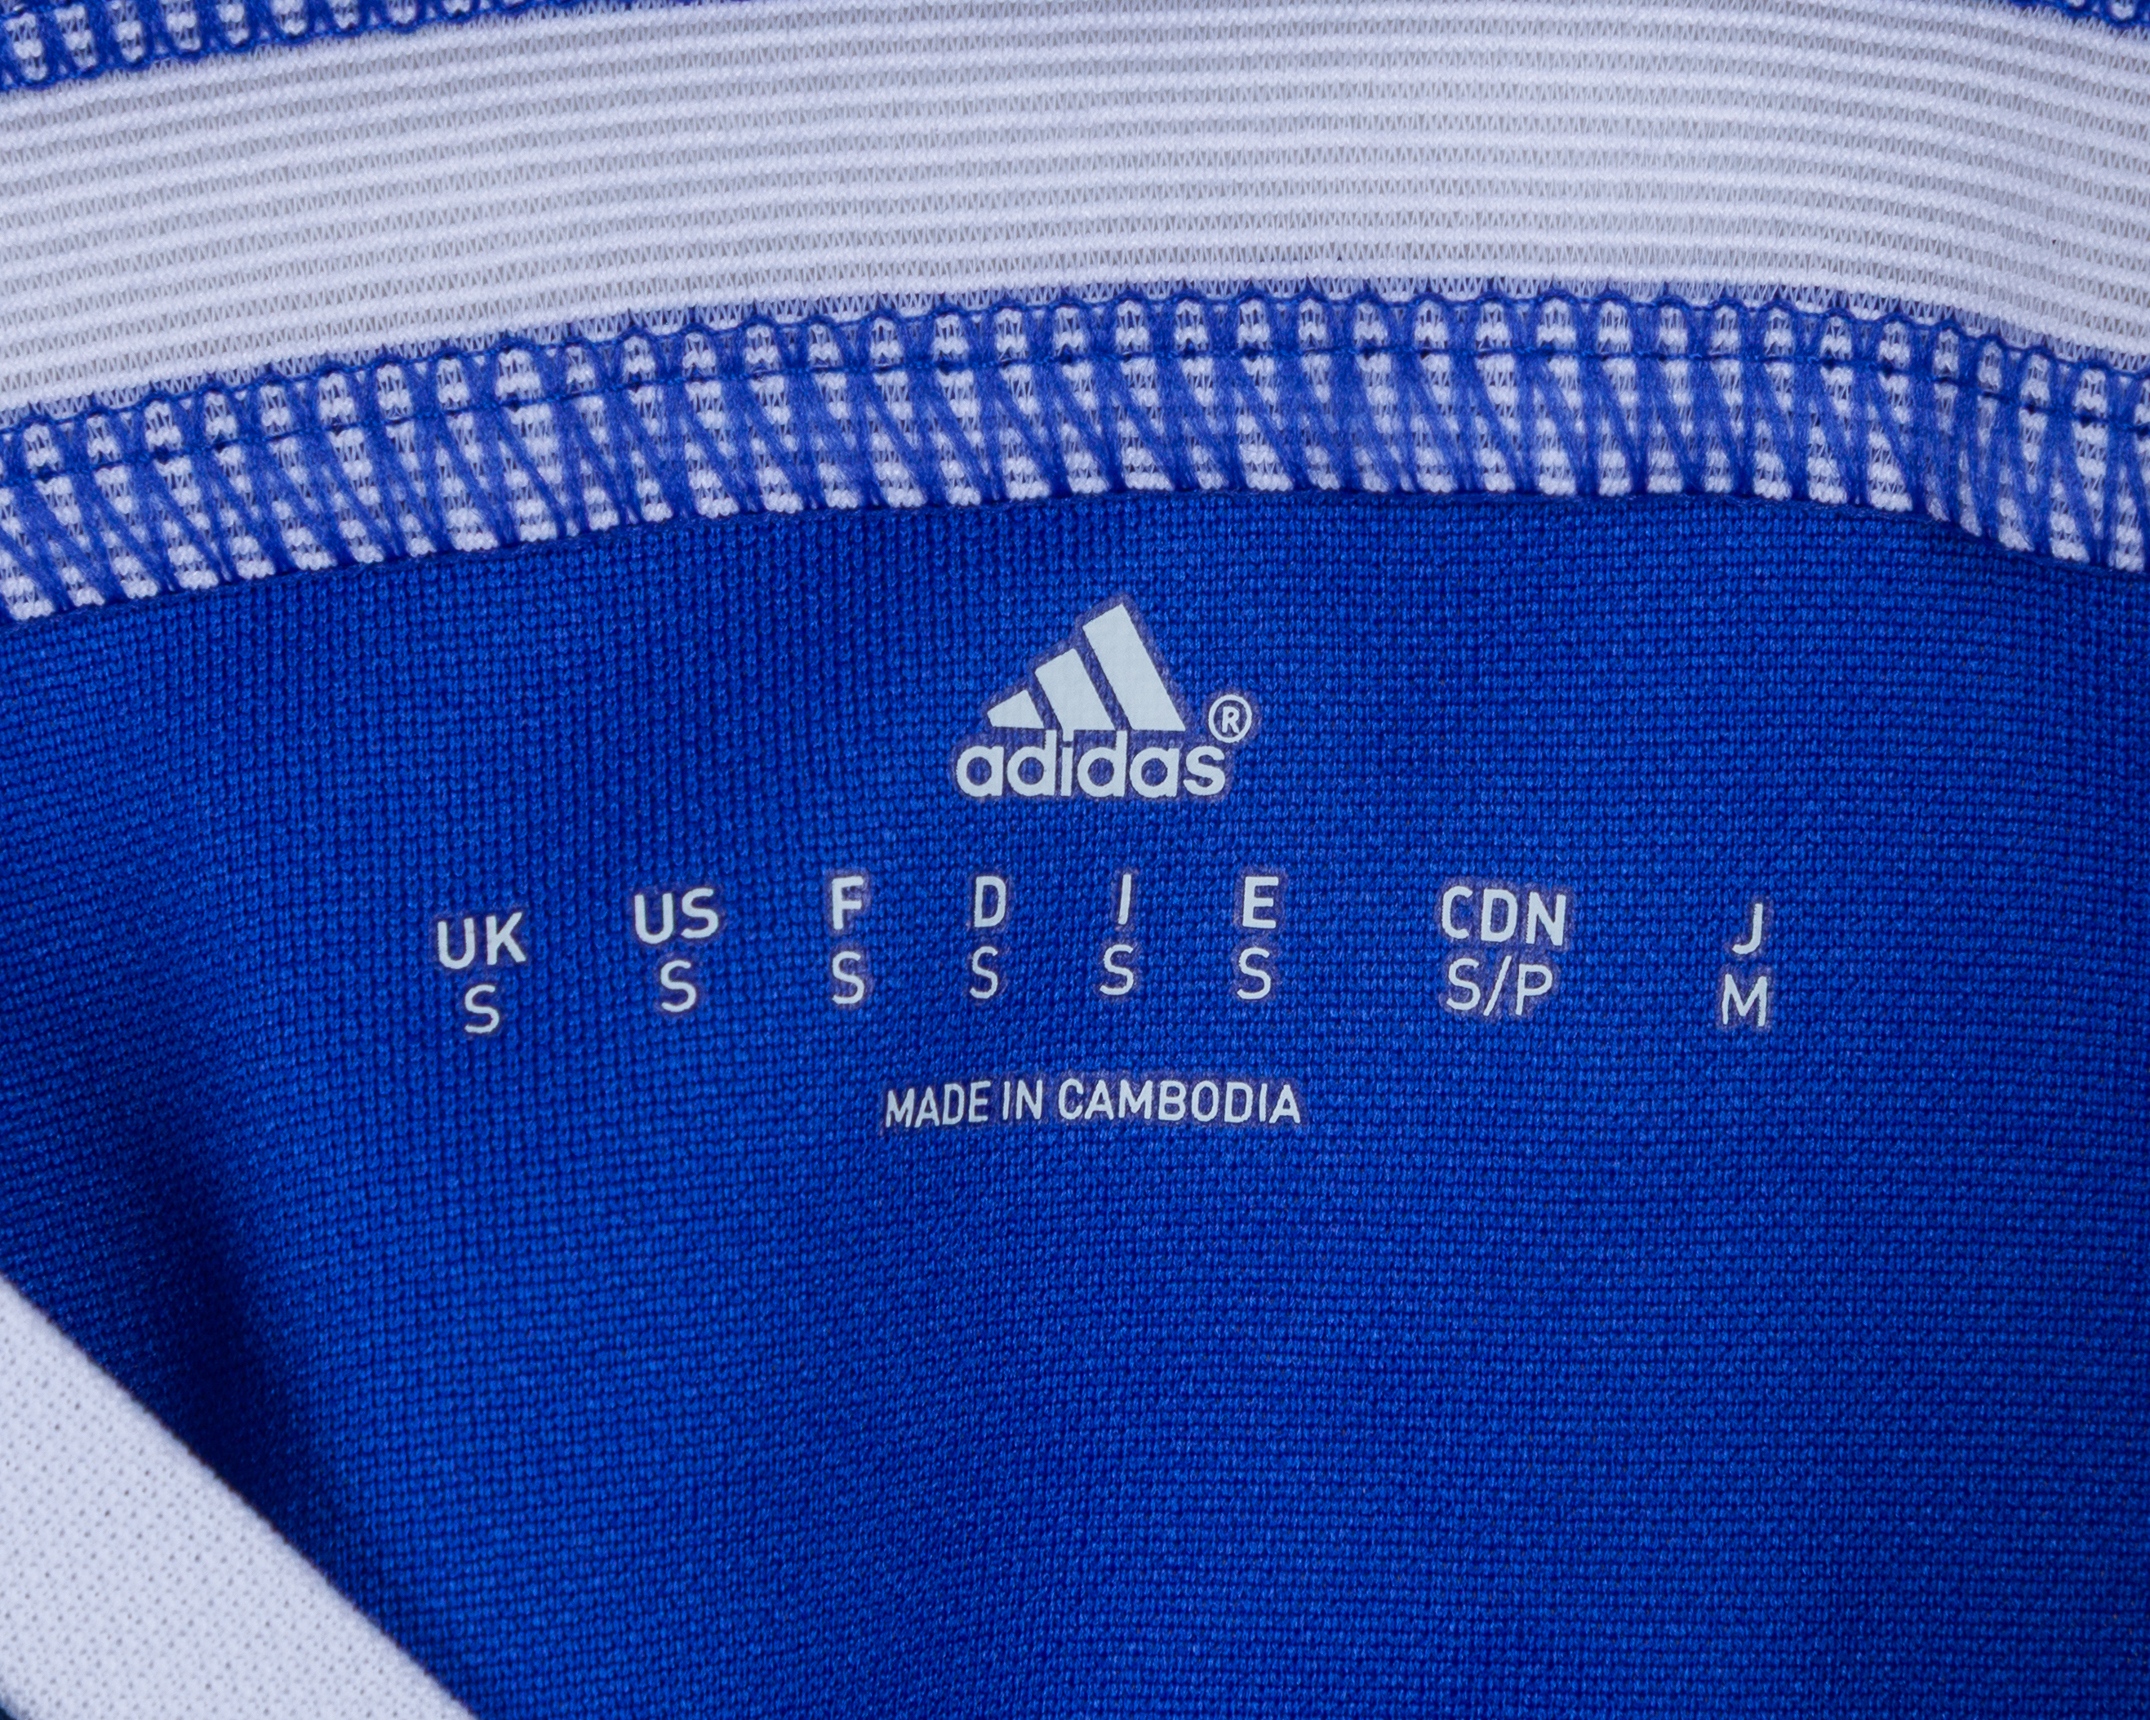 adidas®
UK US F D I E CDN J
S S S S S S S/P M
MADE IN CAMBODIA